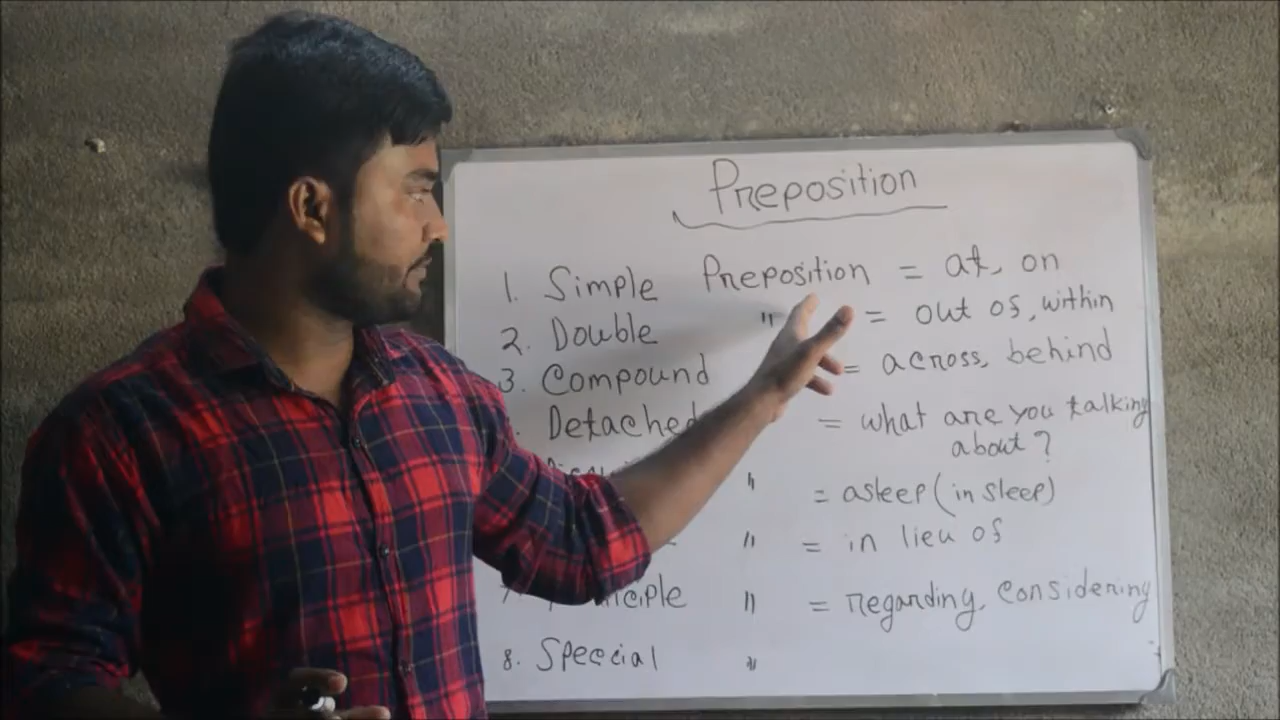 Preposition
1. Simple Preposition = at, on
2. Double " = out of, within
3. Compound = across, behind
Detached = what are you talking
about?
" = asleep (in sleep)
" = in lieu of
7. " = regarding, considering
8. Special "